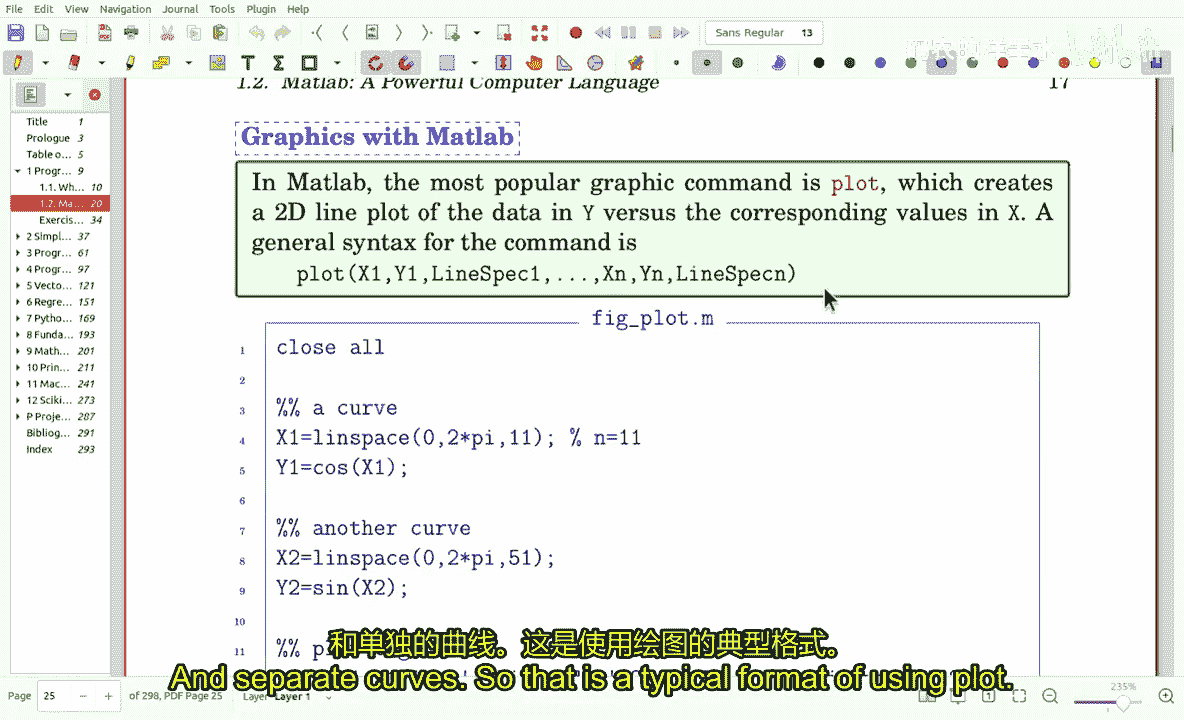 File Edit View Navigation Journal Tools Plugin Help
Sans Regular 13
Title 1
Prologue 3
Table o... 5
1 Progr... 9
1.1. Wh... 10
1.2. Ma... 20
Exercis... 34
2 Simpl... 37
3 Progr... 61
4 Progr... 97
5 Vecto... 121
6 Regre... 151
7 Pytho... 169
8 Funda... 193
9 Math... 201
10 Prin... 211
11 Mac... 241
12 Sciki... 273
P Proje... 287
Bibliog... 291
Index 293
1.2. Matlab: A Powerful Computer Language 17
Graphics with Matlab
In Matlab, the most popular graphic command is plot, which creates
a 2D line plot of the data in Y versus the corresponding values in X. A
general syntax for the command is
plot(X1,Y1,LineSpec1,...,Xn,Yn,LineSpecn)
fig_plot.m
1 close all
2
3 %% a curve
4 X1=linspace(0,2*pi,11); % n=11
5 Y1=cos(X1);
6
7 %% another curve
8 X2=linspace(0,2*pi,51);
9 Y2=sin(X2);
10
11 %%
和单独的曲线。这是使用绘图的典型格式。
And separate curves. So that is a typical format of using plot.
Page 25 of 298, PDF Page 25 Layer Layer 1
235%